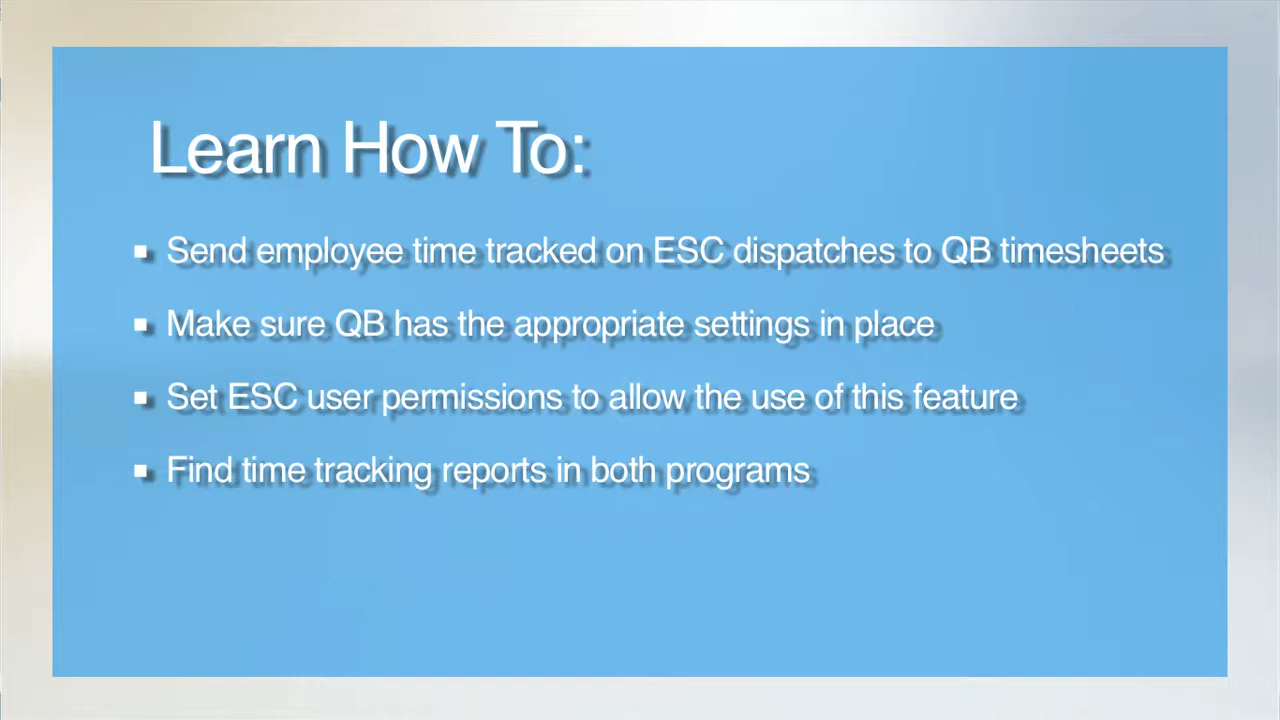 Learn How To:
▪ Send employee time tracked on ESC dispatches to QB timesheets
▪ Make sure QB has the appropriate settings in place
▪ Set ESC user permissions to allow the use of this feature
▪ Find time tracking reports in both programs